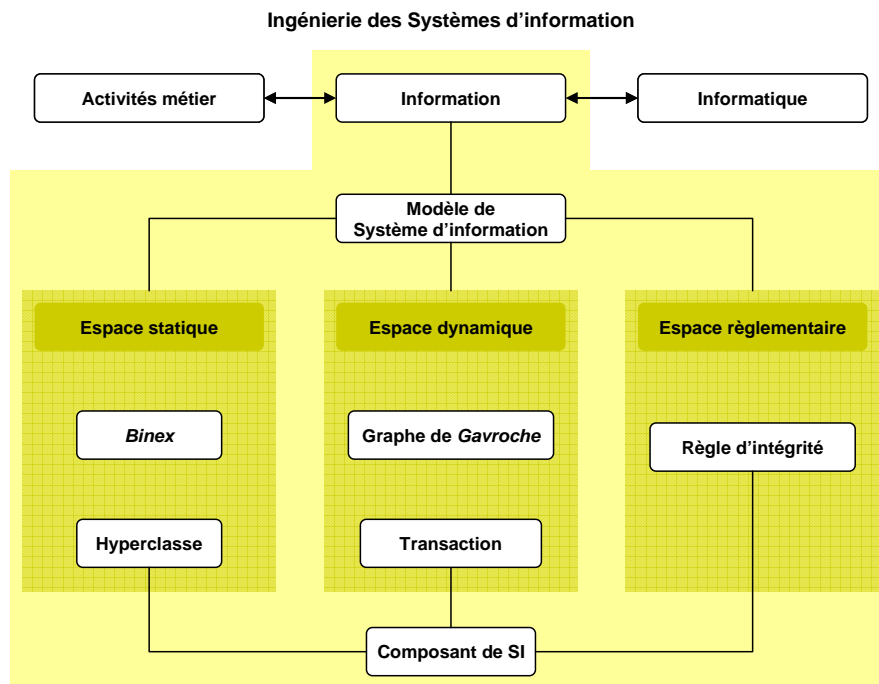 Ingénierie des Systèmes d’information
Activités métier
Information
Informatique
Modèle de
Système d’information
Espace statique
Espace dynamique
Espace règlementaire
Binex
Graphe de Gavroche
Règle d’intégrité
Hyperclasse
Transaction
Composant de SI